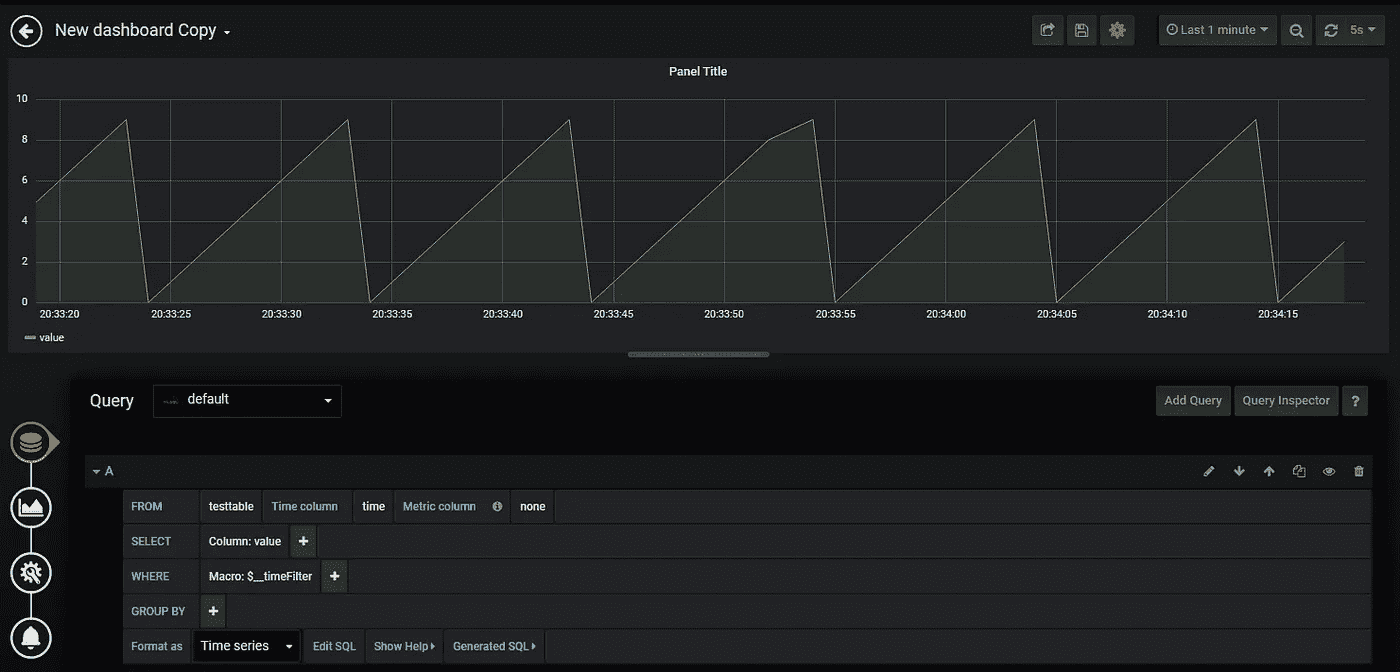 New dashboard Copy
Last 1 minute 5s
Panel Title
10
8
6
4
2
0
20:33:20 20:33:25 20:33:30 20:33:35 20:33:40 20:33:45 20:33:50 20:33:55 20:34:00 20:34:05 20:34:10 20:34:15
value
Query default Add Query Query Inspector ?
A
FROM testtable Time column time Metric column none
SELECT Column: value +
WHERE Macro: $__timeFilter +
GROUP BY +
Format as Time series Edit SQL Show Help Generated SQL